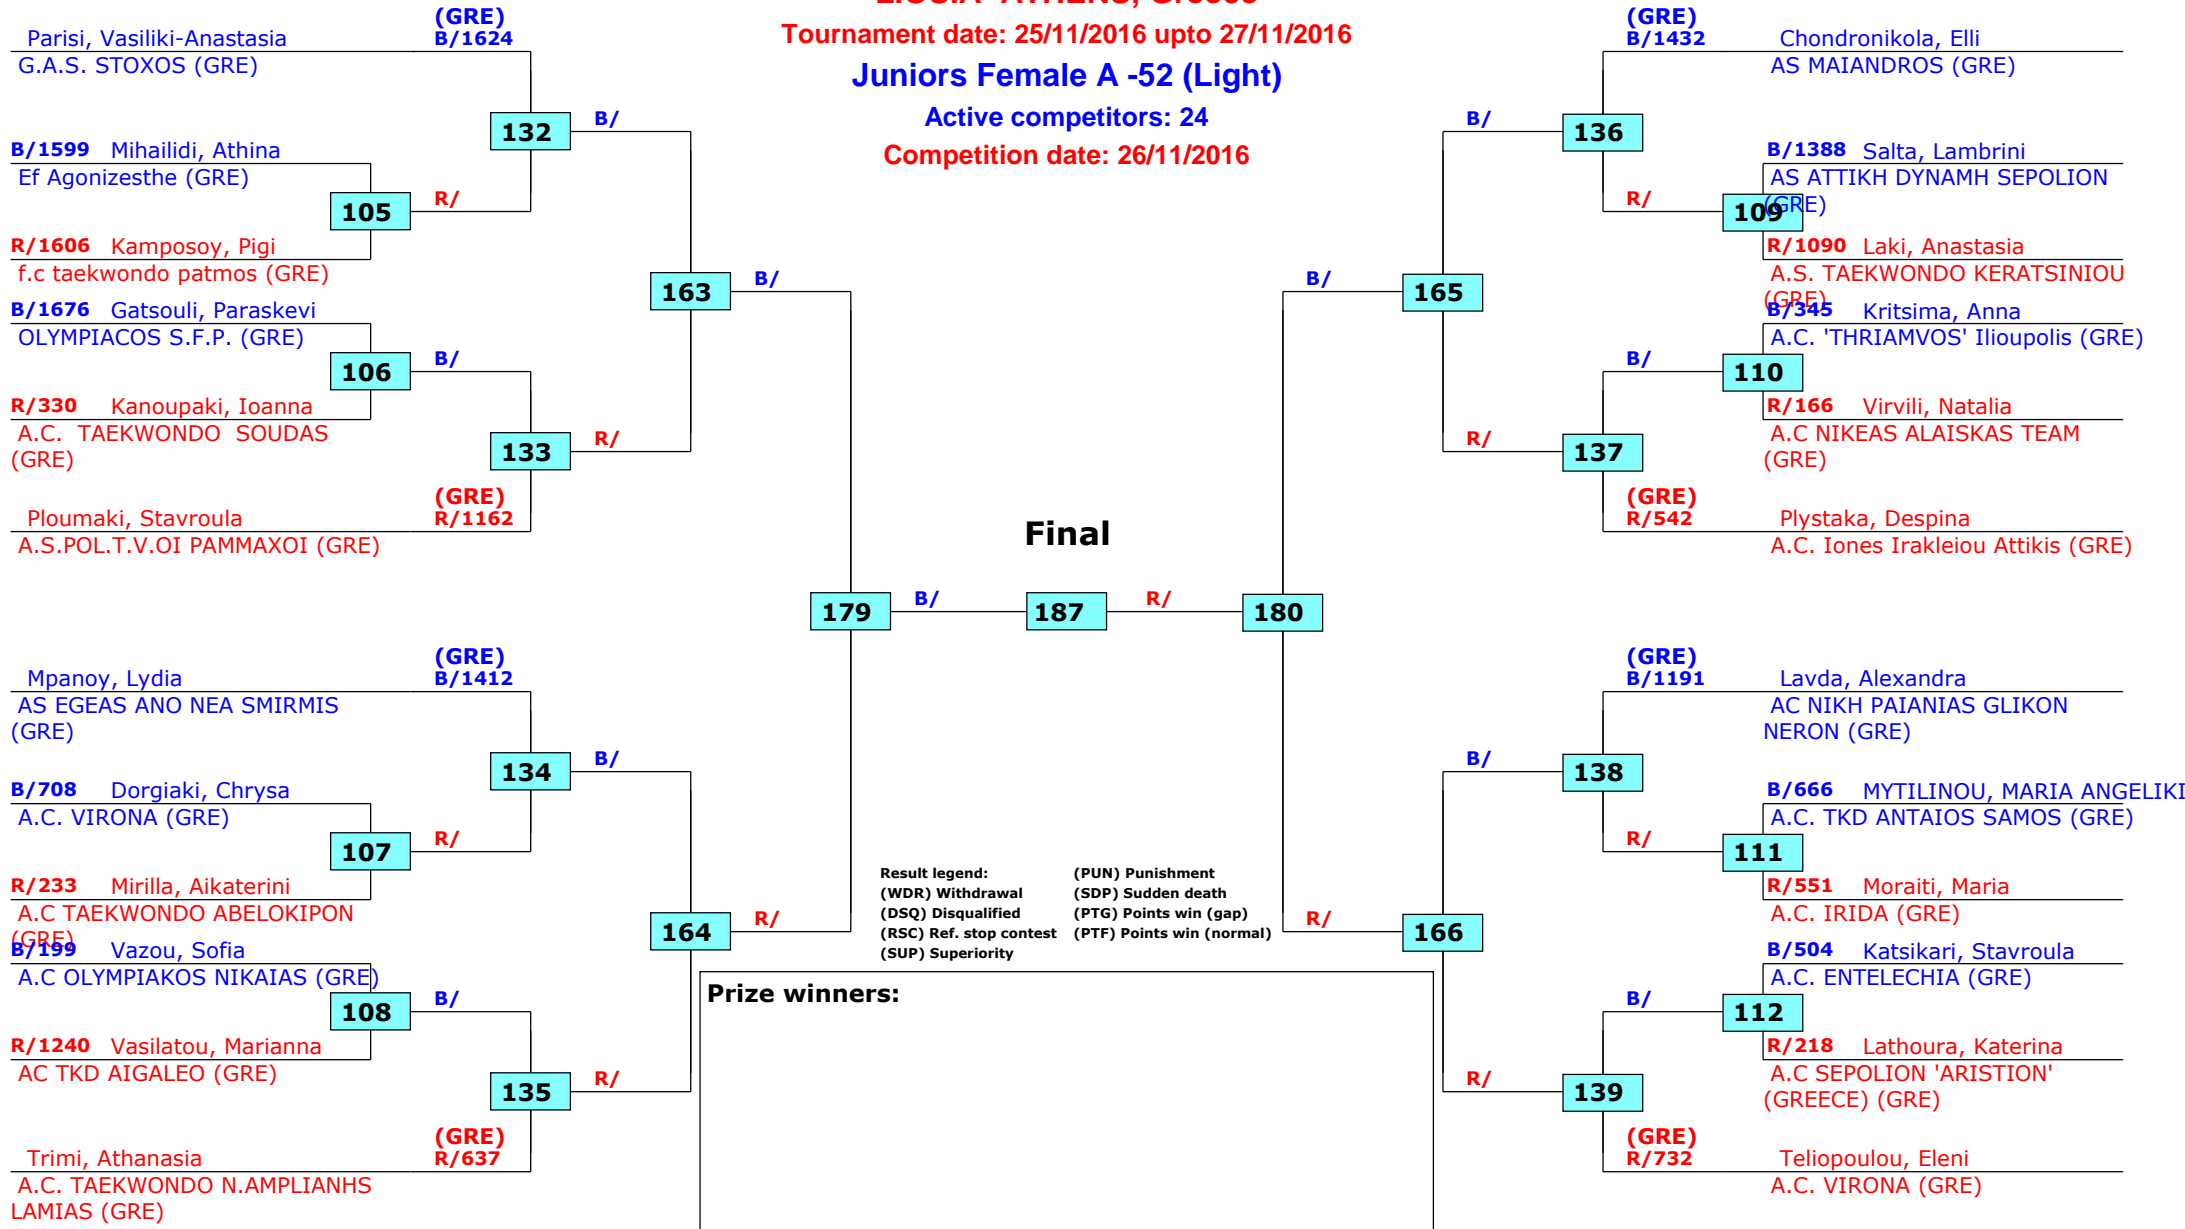 Tournament date: 25/11/2016 upto 27/11/2016
Juniors Female A -52 (Light)
Active competitors: 24
Competition date: 26/11/2016
(GRE)
Parisi, Vasiliki-Anastasia B/1624
G.A.S. STOXOS (GRE)
132 B/
B/1599 Mihailidi, Athina
Ef Agonizesthe (GRE)
105 R/
R/1606 Kamposoy, Pigi
f.c taekwondo patmos (GRE)
163 B/
B/1676 Gatsouli, Paraskevi
OLYMPIACOS S.F.P. (GRE)
106 B/
R/330 Kanoupaki, Ioanna
A.C. TAEKWONDO SOUDAS
(GRE)
133 R/
(GRE)
Ploumaki, Stavroula R/1162
A.S.POL.T.V.OI PAMMAXOI (GRE)
Final
179 B/ 187 R/ 180
(GRE)
Mpanoy, Lydia B/1412
AS EGEAS ANO NEA SMIRMIS
(GRE)
134 B/
B/708 Dorgiaki, Chrysa
A.C. VIRONA (GRE)
107 R/
R/233 Mirilla, Aikaterini
A.C TAEKWONDO ABELOKIPON
(GRE)
164 R/
B/199 Vazou, Sofia
A.C OLYMPIAKOS NIKAIAS (GRE)
108 B/
R/1240 Vasilatou, Marianna
AC TKD AIGALEO (GRE)
135 R/
(GRE)
Trimi, Athanasia R/637
A.C. TAEKWONDO N.AMPLIANHS
LAMIAS (GRE)
(GRE)
B/1432 Chondronikola, Elli
AS MAIANDROS (GRE)
B/ 136
B/1388 Salta, Lambrini
AS ATTIKH DYNAMH SEPOLION
(GRE)
R/ 109
R/1090 Laki, Anastasia
A.S. TAEKWONDO KERATSINIOU
(GRE)
B/ 165
B/345 Kritsima, Anna
A.C. 'THRIAMVOS' Ilioupolis (GRE)
B/ 110
R/166 Virvili, Natalia
A.C NIKEAS ALAISKAS TEAM
(GRE)
R/ 137
(GRE)
R/542 Plystaka, Despina
A.C. Iones Irakleiou Attikis (GRE)
(GRE)
B/1191 Lavda, Alexandra
AC NIKH PAIANIAS GLIKON
NERON (GRE)
B/ 138
B/666 MYTILINOU, MARIA ANGELIKI
A.C. TKD ANTAIOS SAMOS (GRE)
R/ 111
R/551 Moraiti, Maria
A.C. IRIDA (GRE)
R/ 166
B/504 Katsikari, Stavroula
A.C. ENTELECHIA (GRE)
B/ 112
R/218 Lathoura, Katerina
A.C SEPOLION 'ARISTION'
(GREECE) (GRE)
R/ 139
(GRE)
R/732 Teliopoulou, Eleni
A.C. VIRONA (GRE)
Result legend: (PUN) Punishment
(WDR) Withdrawal (SDP) Sudden death
(DSQ) Disqualified (PTG) Points win (gap)
(RSC) Ref. stop contest (PTF) Points win (normal)
(SUP) Superiority
Prize winners: